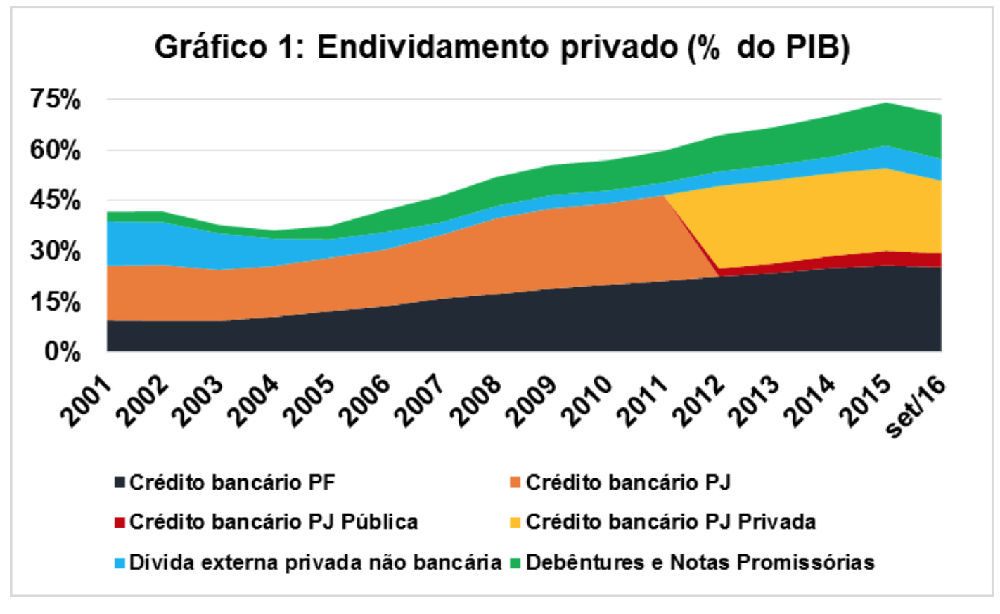 Gráfico 1: Endividamento privado (% do PIB)
75%
60%
45%
30%
15%
0%
2001
2002
2003
2004
2005
2006
2007
2008
2009
2010
2011
2012
2013
2014
2015
set/16
Crédito bancário PF
Crédito bancário PJ
Crédito bancário PJ Pública
Crédito bancário PJ Privada
Dívida externa privada não bancária
Debêntures e Notas Promissórias